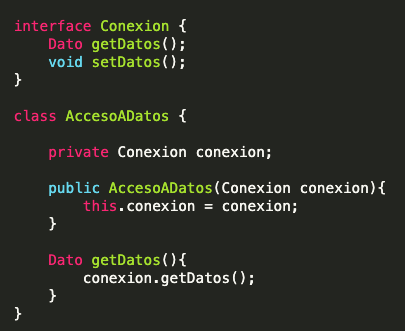 interface Conexion {
    Dato getDatos();
    void setDatos();
}

class AccesoADatos {

    private Conexion conexion;

    public AccesoADatos(Conexion conexion){
        this.conexion = conexion;
    }

    Dato getDatos(){
        conexion.getDatos();
    }
}